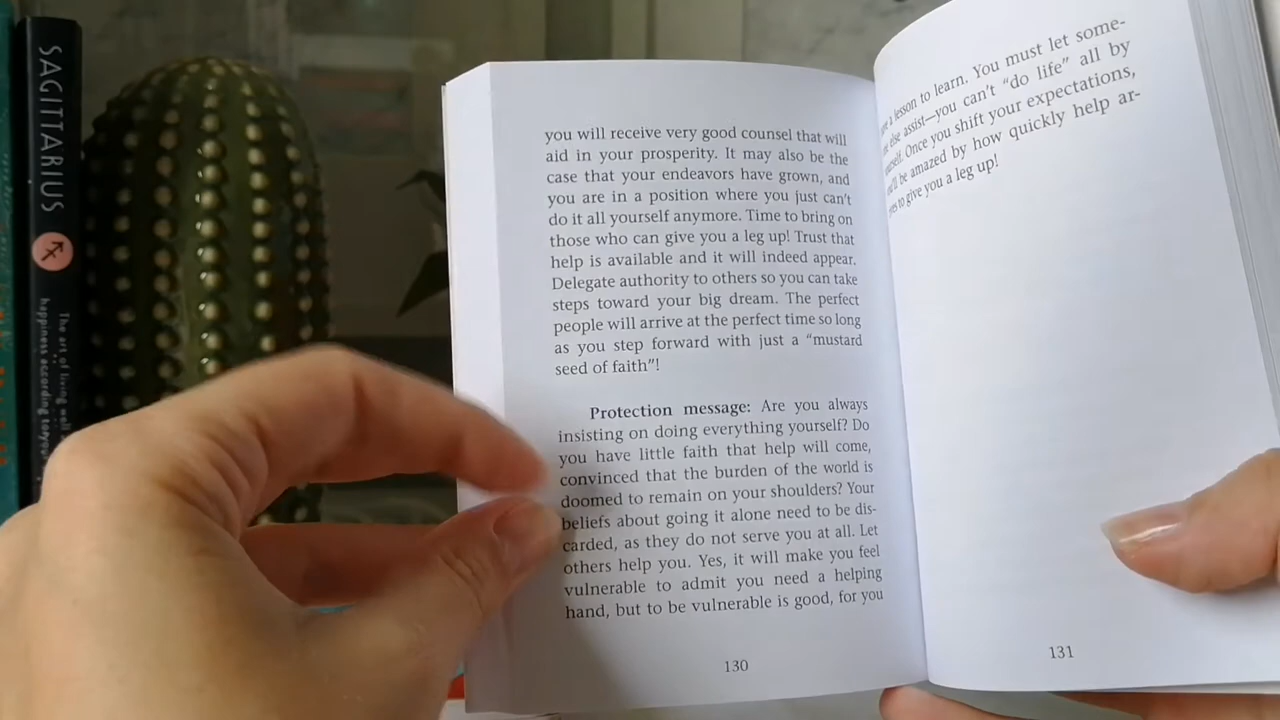 SAGITTARIUS
The art of living well
happiness according to your
you will receive very good counsel that will
aid in your prosperity. It may also be the
case that your endeavors have grown, and
you are in a position where you just can't
do it all yourself anymore. Time to bring on
those who can give you a leg up! Trust that
help is available and it will indeed appear.
Delegate authority to others so you can take
steps toward your big dream. The perfect
people will arrive at the perfect time so long
as you step forward with just a “mustard
seed of faith”!
Protection message: Are you always
insisting on doing everything yourself? Do
you have little faith that help will come,
convinced that the burden of the world is
doomed to remain on your shoulders? Your
beliefs about going it alone need to be dis-
carded, as they do not serve you at all. Let
others help you. Yes, it will make you feel
vulnerable to admit you need a helping
hand, but to be vulnerable is good, for you
130
a lesson to learn. You must let some-
else assist—you can't “do life” all by
Once you shift your expectations,
be amazed by how quickly help ar-
to give you a leg up!
131